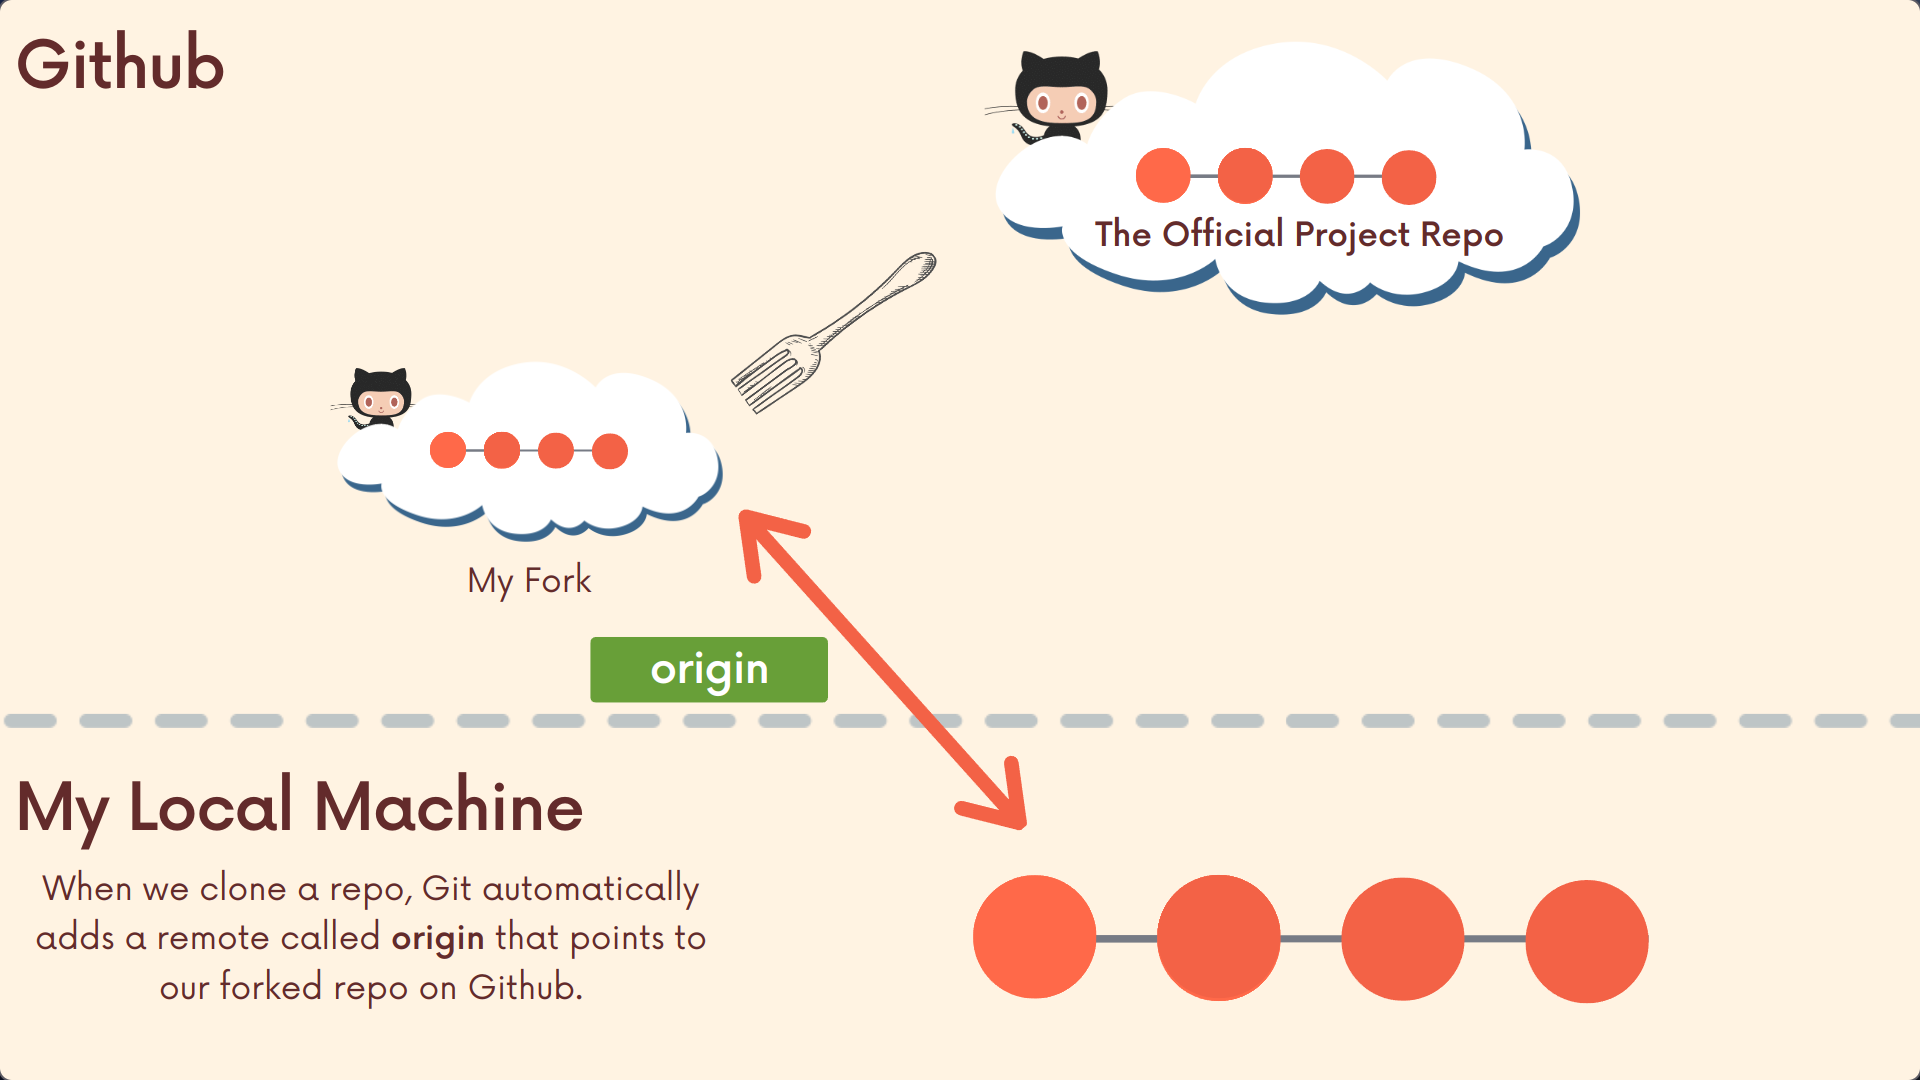 Github
The Official Project Repo
My Fork
origin
My Local Machine
When we clone a repo, Git automatically
adds a remote called origin that points to
our forked repo on Github.